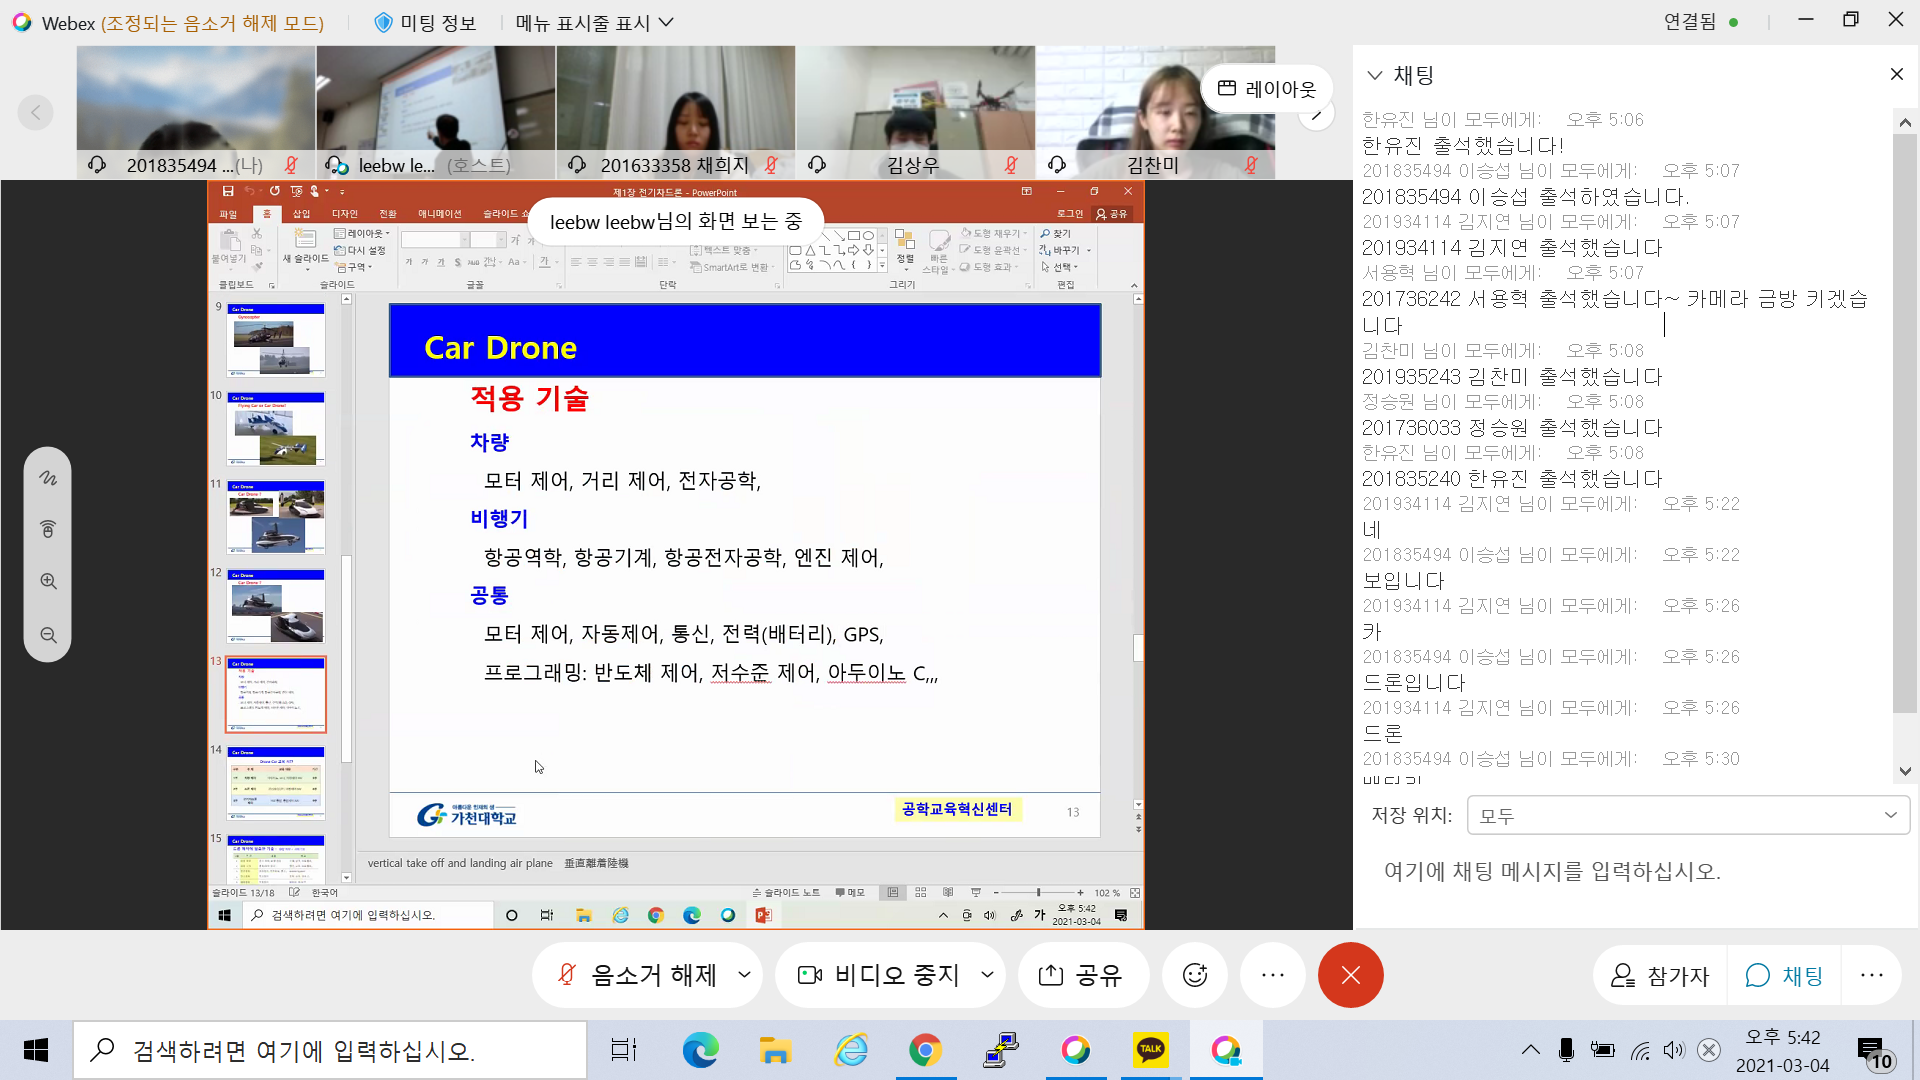 Webex (조정되는 음소거 해제 모드)
미팅 정보
메뉴 표시줄 표시
연결됨
201835494 ... (나)
leebw le... (호스트)
201633358 채희지
김상우
김찬미
레이아웃
제1장 전기자드론 - PowerPoint
leebw leebw님의 화면 보는 중
파일 홈 삽입 디자인 전환 애니메이션 슬라이드 쇼
로그인 공유
붙여넣기
새 슬라이드
레이아웃
다시 설정
구역
텍스트 맞춤
SmartArt로 변환
정렬
빠른 스타일
도형 채우기
도형 윤곽선
도형 효과
찾기
바꾸기
선택
클립보드 슬라이드 글꼴 단락 그리기 편집
9
Car Drone
Gyrocopter
10
Car Drone
11
Car Drone
Car Drone !
12
Car Drone
Car Drone !
13
Car Drone
적용 기술
14
Car Drone
15
Car Drone
Car Drone
적용 기술
차량
모터 제어, 거리 제어, 전자공학,
비행기
항공역학, 항공기계, 항공전자공학, 엔진 제어,
공통
모터 제어, 자동제어, 통신, 전력(배터리), GPS,
프로그래밍: 반도체 제어, 저수준 제어, 아두이노 C,,,
가천대학교
공학교육혁신센터
13
vertical take off and landing air plane 垂直離着陸機
슬라이드 13/18
한국어
슬라이드 노트
메모
102 %
검색하려면 여기에 입력하십시오.
가
오후 5:42
2021-03-04
채팅
한유진 님이 모두에게: 오후 5:06
한유진 출석했습니다!
201835494 이승섭 님이 모두에게: 오후 5:07
201835494 이승섭 출석하였습니다.
201934114 김지연 님이 모두에게: 오후 5:07
201934114 김지연 출석했습니다
서용혁 님이 모두에게: 오후 5:07
201736242 서용혁 출석했습니다~ 카메라 금방 키겠습
니다
김찬미 님이 모두에게: 오후 5:08
201935243 김찬미 출석했습니다
정승원 님이 모두에게: 오후 5:08
201736033 정승원 출석했습니다
한유진 님이 모두에게: 오후 5:08
201835240 한유진 출석했습니다
201934114 김지연 님이 모두에게: 오후 5:22
네
201835494 이승섭 님이 모두에게: 오후 5:22
보입니다
201934114 김지연 님이 모두에게: 오후 5:26
카
201835494 이승섭 님이 모두에게: 오후 5:26
드론입니다
201934114 김지연 님이 모두에게: 오후 5:26
드론
201835494 이승섭 님이 모두에게: 오후 5:30
저장 위치: 모두
여기에 채팅 메시지를 입력하십시오.
음소거 해제
비디오 중지
공유
참가자
채팅
검색하려면 여기에 입력하십시오.
TALK
오후 5:42
2021-03-04
10